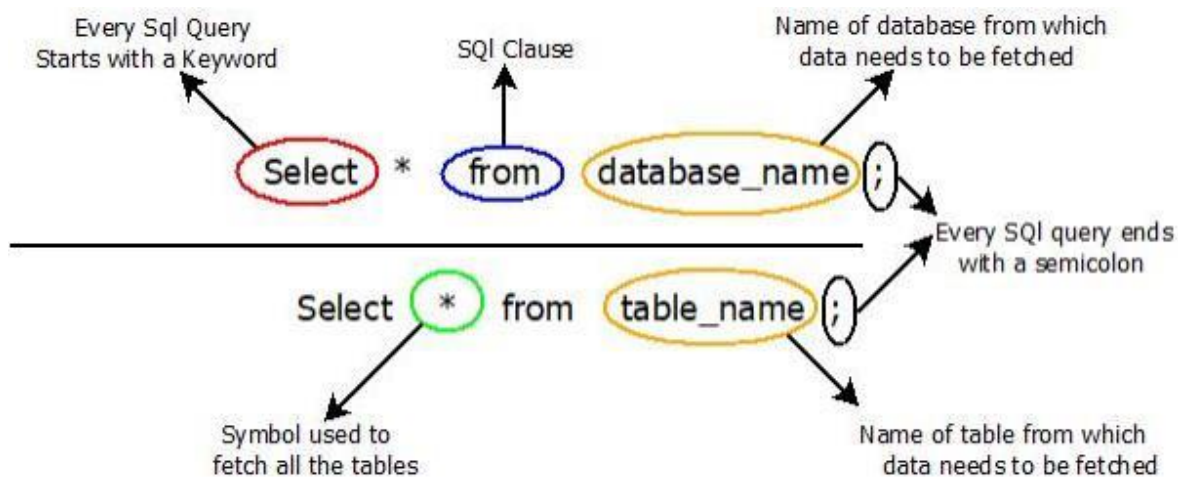 Every Sql Query
Starts with a Keyword
SQl Clause
Name of database from which
data needs to be fetched
Select * from database_name ;
Every SQl query ends
with a semicolon
Select * from table_name ;
Symbol used to
fetch all the tables
Name of table from which
data needs to be fetched